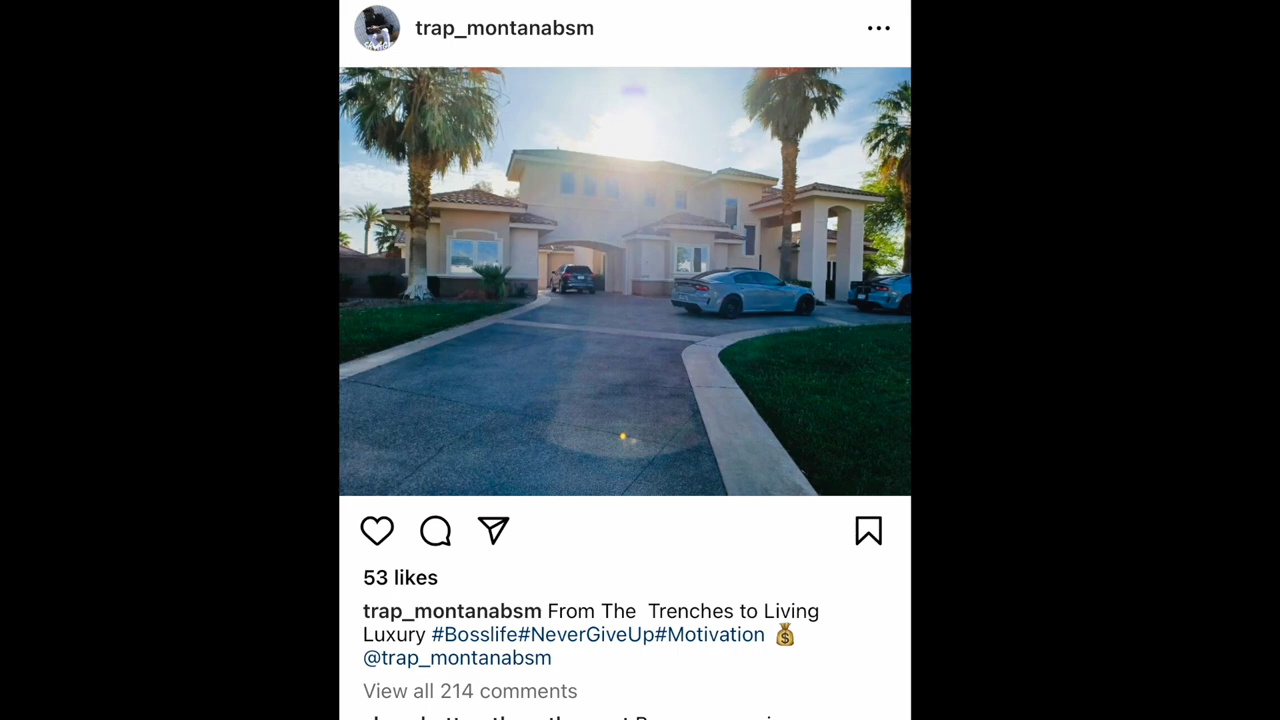 trap_montanabsm
53 likes
trap_montanabsm From The  Trenches to Living
Luxury #Bosslife#NeverGiveUp#Motivation 💰
@trap_montanabsm
View all 214 comments